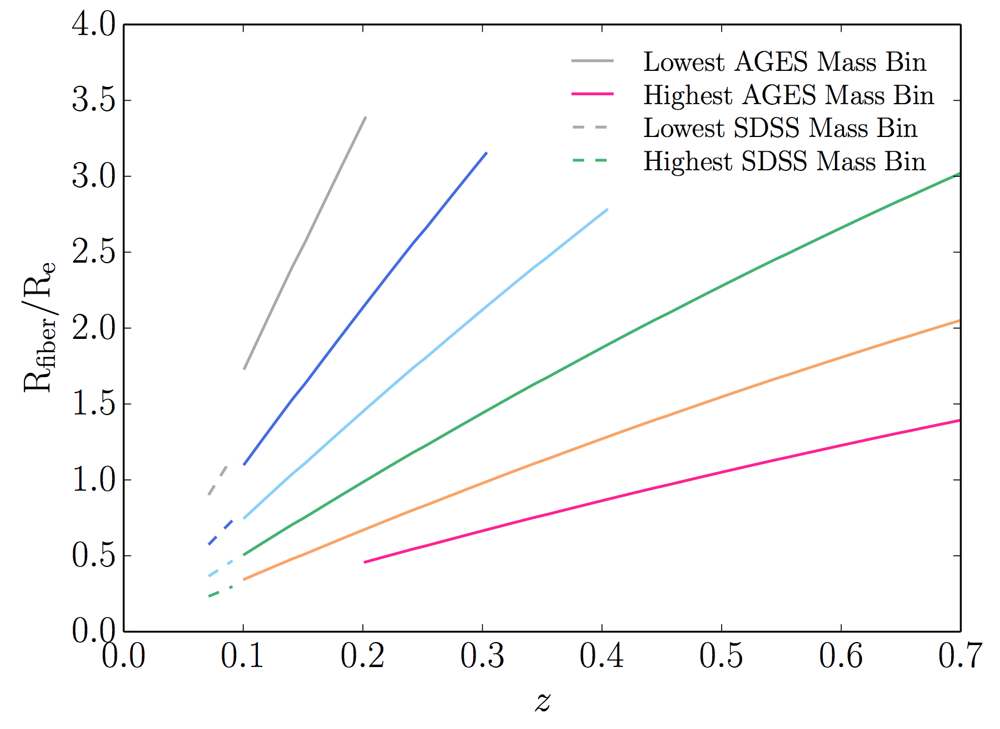 4.0
3.5
3.0
2.5
2.0
1.5
1.0
0.5
0.0
R_fiber/R_e
Lowest AGES Mass Bin
Highest AGES Mass Bin
Lowest SDSS Mass Bin
Highest SDSS Mass Bin
0.0 0.1 0.2 0.3 0.4 0.5 0.6 0.7
z